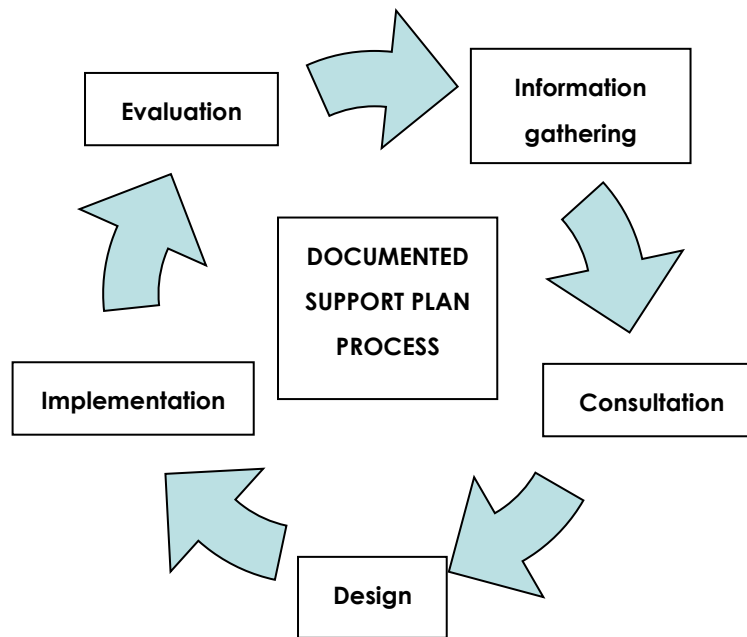 Evaluation
Information
gathering
DOCUMENTED
SUPPORT PLAN
PROCESS
Implementation
Consultation
Design